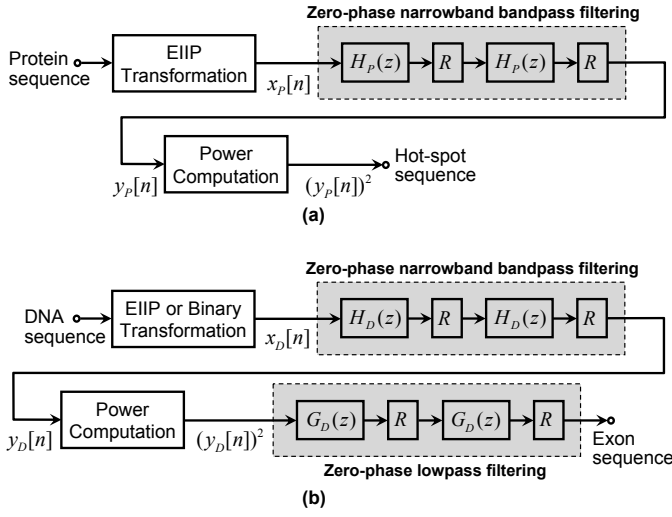 Zero-phase narrowband bandpass filtering
Protein
sequence
EIIP
Transformation
x_P[n]
H_P(z)
R
H_P(z)
R
y_P[n]
Power
Computation
(y_P[n])²
Hot-spot
sequence
(a)
Zero-phase narrowband bandpass filtering
DNA
sequence
EIIP or Binary
Transformation
x_D[n]
H_D(z)
R
H_D(z)
R
y_D[n]
Power
Computation
(y_D[n])²
G_D(z)
R
G_D(z)
R
Exon
sequence
Zero-phase lowpass filtering
(b)